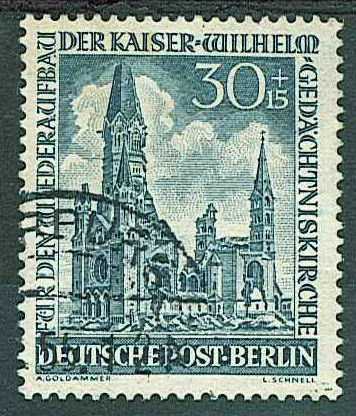 FÜR DEN WIEDERAUFBAU
DER KAISER-WILHELM-
GEDÄCHTNISKIRCHE
30+15
DEUTSCHE POST-BERLIN
A.GOLDAMMER
L.SCHNELL